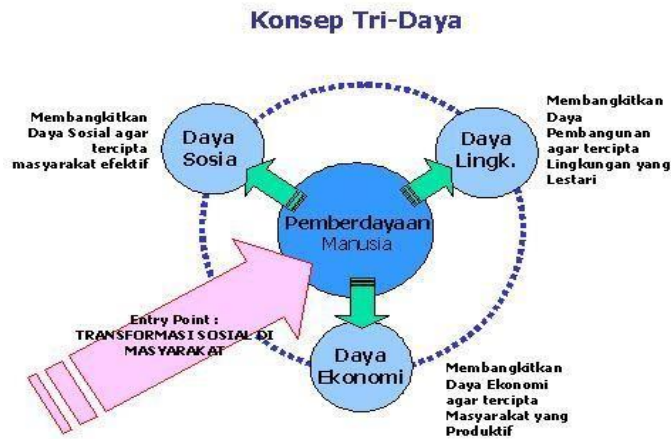 Konsep Tri-Daya
Membangkitkan
Daya Sosial agar
tercipta
masyarakat efektif
Daya
Sosia
Daya
Lingk.
Membangkitkan
Daya
Pembangunan
agar tercipta
Lingkungan yang
Lestari
Pemberdayaan
Manusia
Entry Point :
TRANSFORMASI SOSIAL DI
MASYARAKAT
Daya
Ekonomi
Membangkitkan
Daya Ekonomi
agar tercipta
Masyarakat yang
Produktif